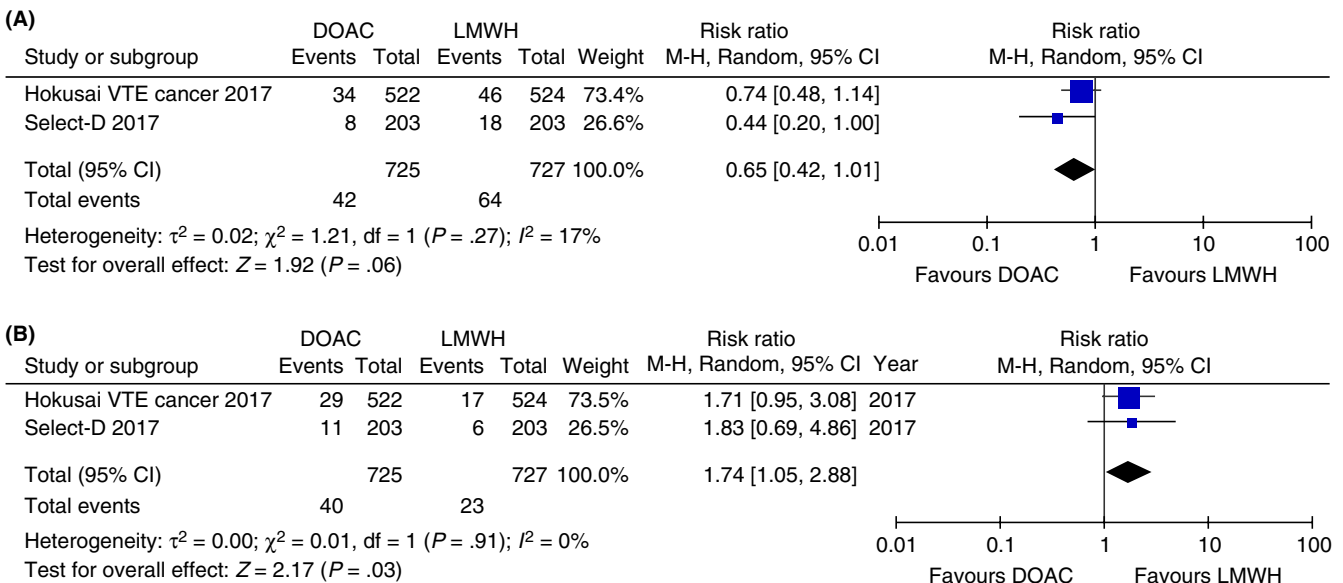 (A)
DOAC LMWH Risk ratio Risk ratio
Study or subgroup Events Total Events Total Weight M-H, Random, 95% CI M-H, Random, 95% CI
Hokusai VTE cancer 2017 34 522 46 524 73.4% 0.74 [0.48, 1.14]
Select-D 2017 8 203 18 203 26.6% 0.44 [0.20, 1.00]
Total (95% CI) 725 727 100.0% 0.65 [0.42, 1.01]
Total events 42 64
Heterogeneity: τ² = 0.02; χ² = 1.21, df = 1 (P = .27); I² = 17%
Test for overall effect: Z = 1.92 (P = .06)
0.01 0.1 1 10 100
Favours DOAC Favours LMWH
(B)
DOAC LMWH Risk ratio Risk ratio
Study or subgroup Events Total Events Total Weight M-H, Random, 95% CI Year M-H, Random, 95% CI
Hokusai VTE cancer 2017 29 522 17 524 73.5% 1.71 [0.95, 3.08] 2017
Select-D 2017 11 203 6 203 26.5% 1.83 [0.69, 4.86] 2017
Total (95% CI) 725 727 100.0% 1.74 [1.05, 2.88]
Total events 40 23
Heterogeneity: τ² = 0.00; χ² = 0.01, df = 1 (P = .91); I² = 0%
Test for overall effect: Z = 2.17 (P = .03)
0.01 0.1 1 10 100
Favours DOAC Favours LMWH